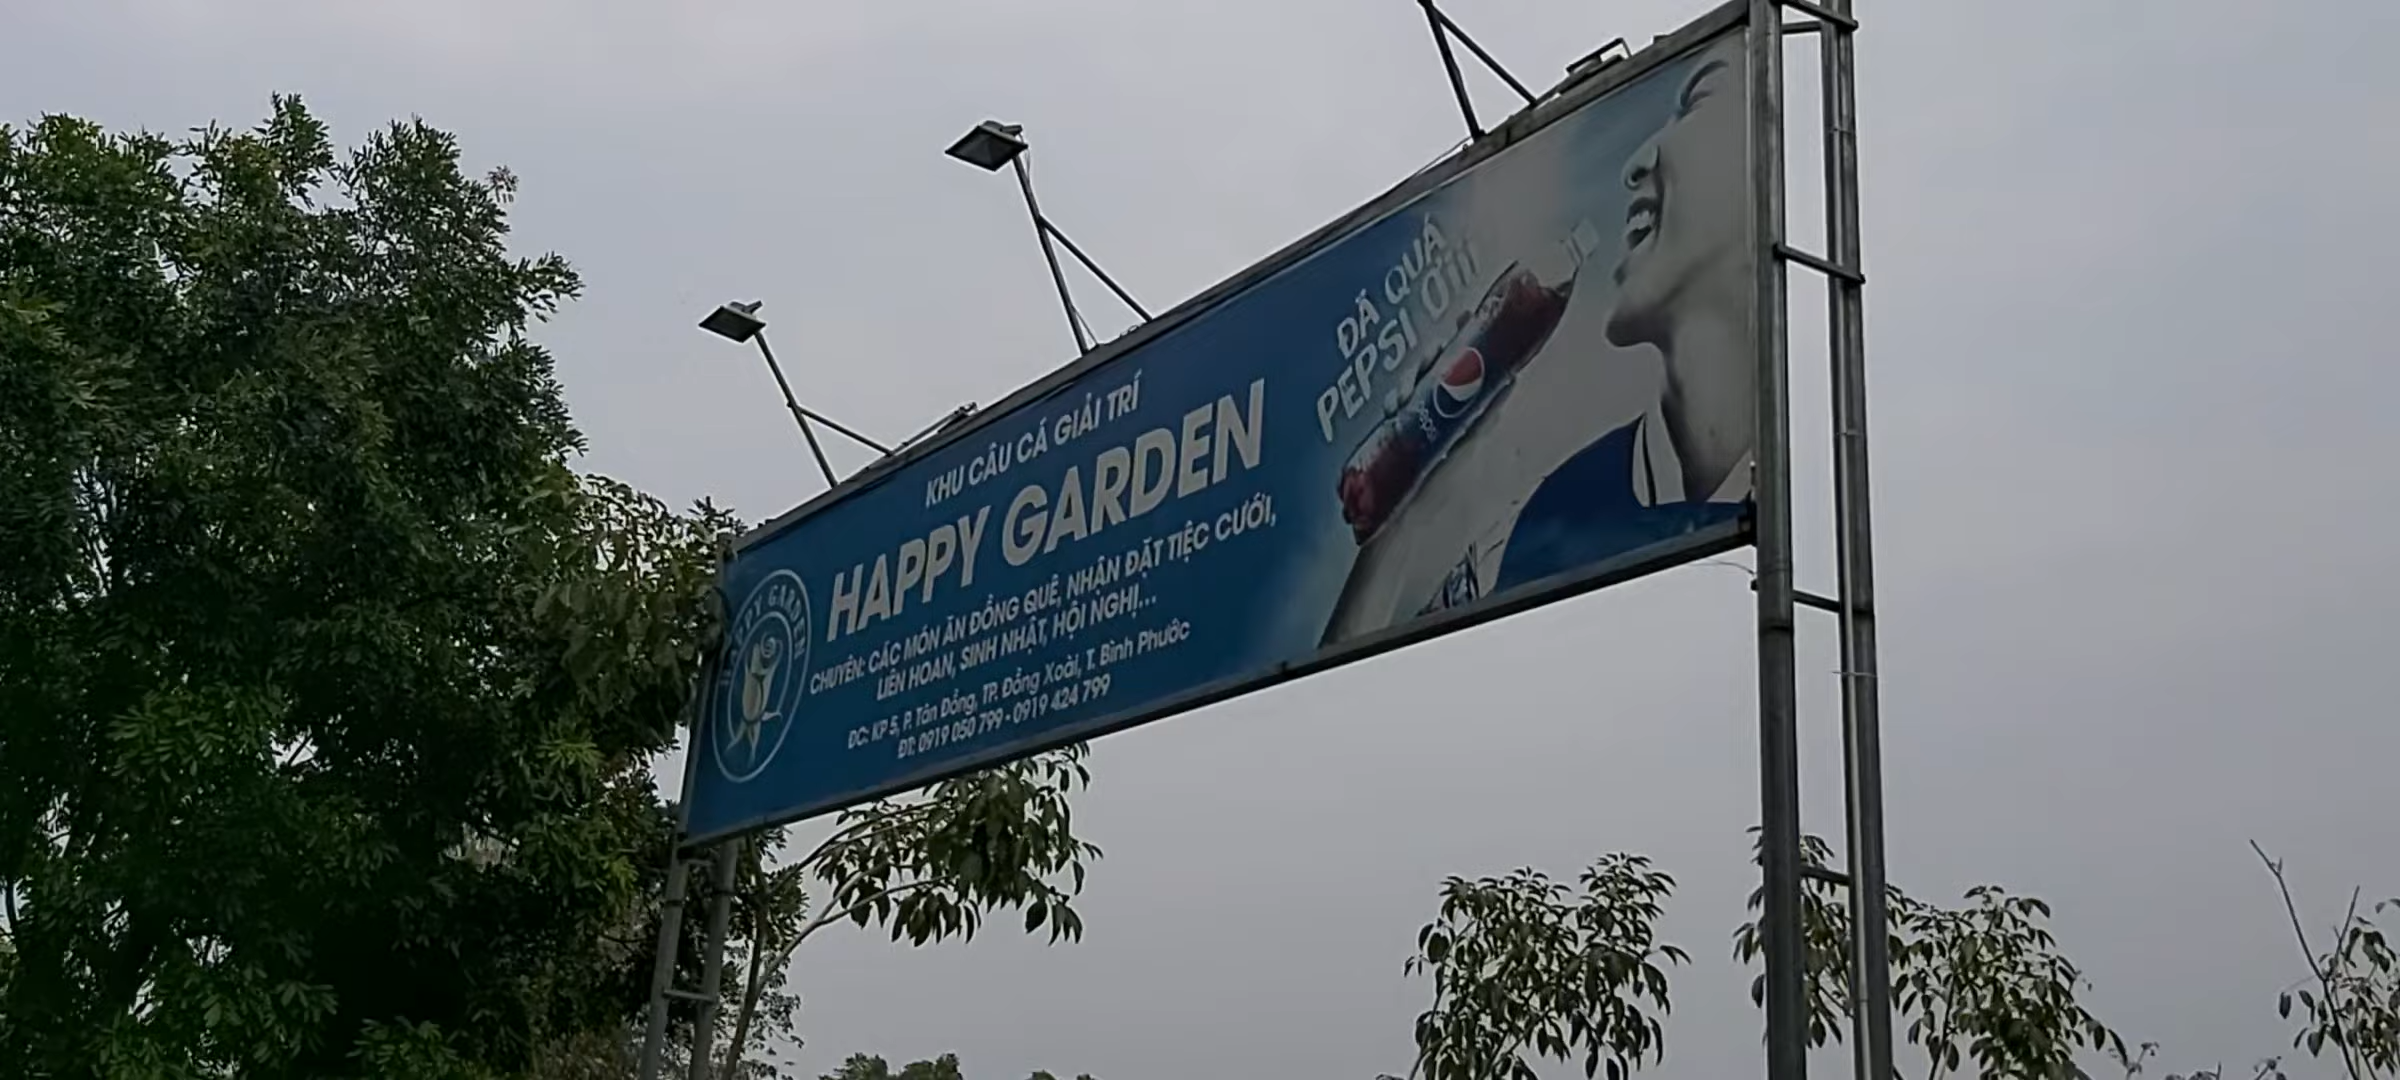 KHU CÂU CÁ GIẢI TRÍ
HAPPY GARDEN
CHUYÊN: CÁC MÓN ĂN ĐỒNG QUÊ, NHẬN ĐẶT TIỆC CƯỚI,
LIÊN HOAN, SINH NHẬT, HỘI NGHỊ...
ĐC: KP 5, P. Tân Đồng, TP. Đồng Xoài, T. Bình Phước
ĐT: 0919 050 799 - 0919 424 799
HAPPY GARDEN
ĐÃ QUÁ
PEPSI ƠIII
pepsi